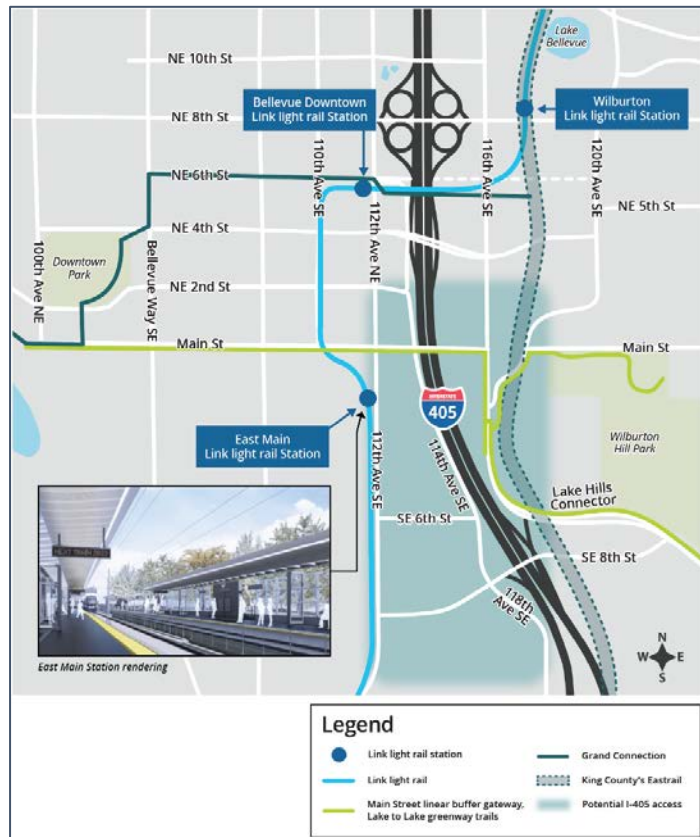 Lake
Bellevue
NE 10th St
Bellevue Downtown
Link light rail Station
Wilburton
Link light rail Station
NE 8th St
110th Ave SE
116th Ave SE
120th Ave SE
NE 6th St
112th Ave NE
NE 5th St
100th Ave NE
Downtown
Park
Bellevue Way SE
NE 4th St
NE 2nd St
Main St
Main St
INTERSTATE
405
East Main
Link light rail Station
112th Ave SE
114th Ave SE
Wilburton
Hill Park
Lake Hills
Connector
SE 6th St
SE 8th St
118th
Ave SE
East Main Station rendering
N
W E
S
Legend
Link light rail station
Link light rail
Main Street linear buffer gateway,
Lake to Lake greenway trails
Grand Connection
King County's Eastrail
Potential I-405 access